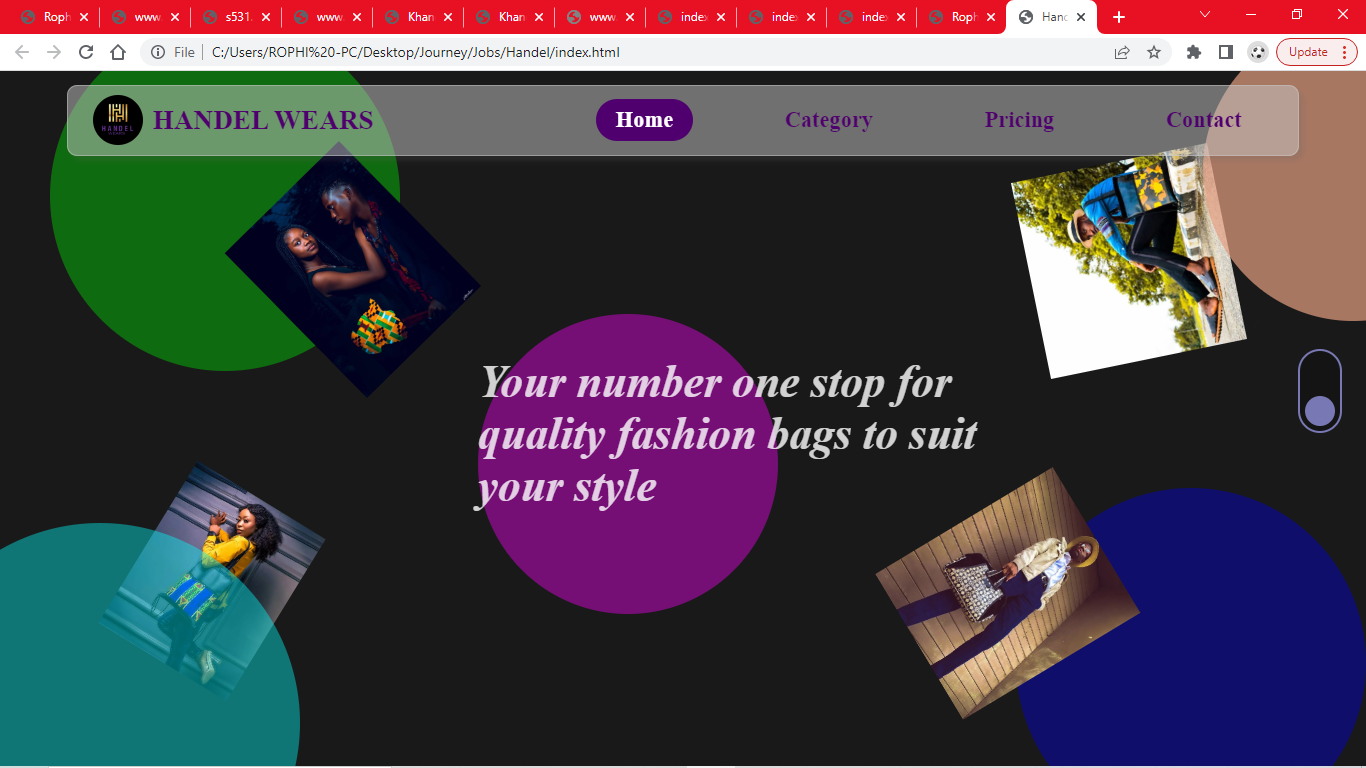 Roph
www.
s531.
www.
Khan
Khan
www.
index
index
index
Roph
Hand
File
C:/Users/ROPHI%20-PC/Desktop/Journey/Jobs/Handel/index.html
Update
HANDEL
HANDEL WEARS
Home
Category
Pricing
Contact
Your number one stop for
quality fashion bags to suit
your style